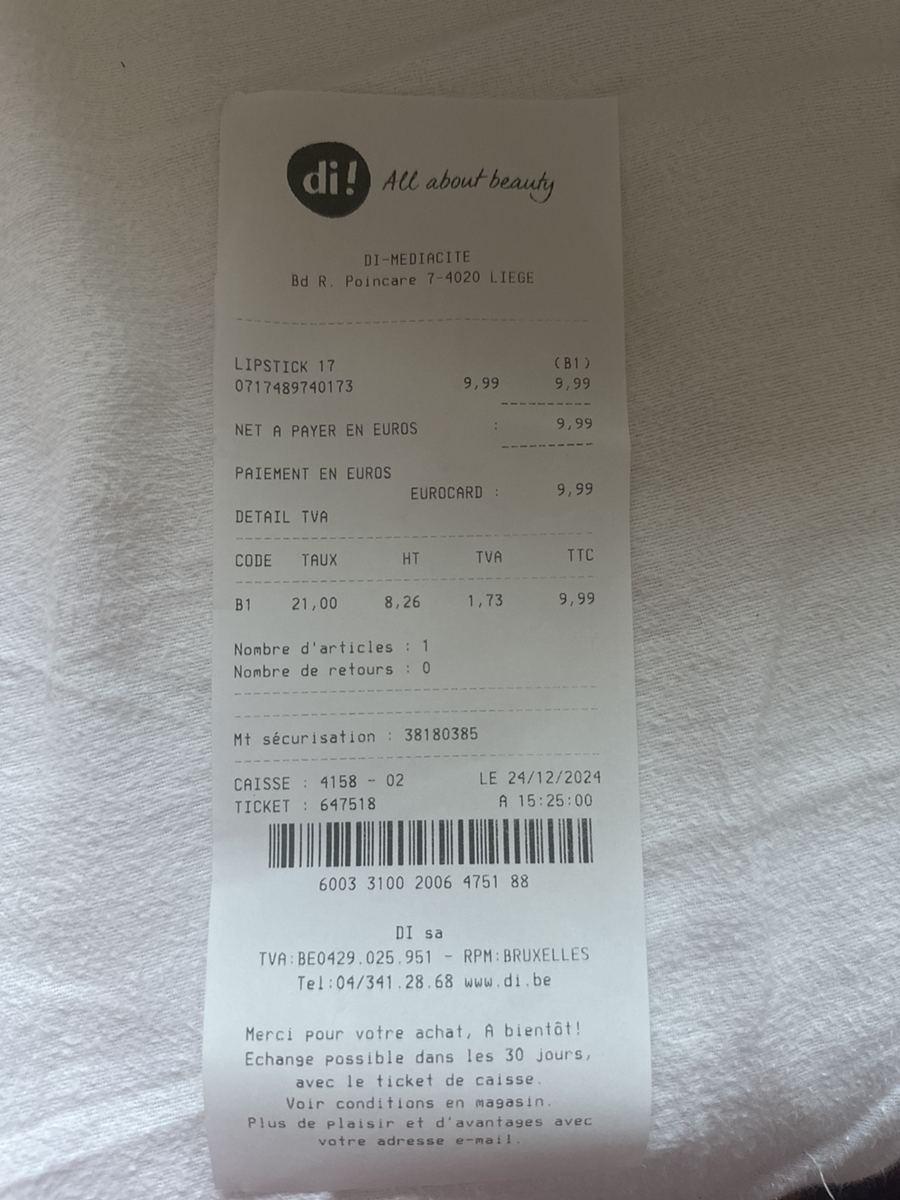 di! All about beauty
DI-MEDIACITE
Bd R. Poincare 7-4020 LIEGE
LIPSTICK 17 (B1)
0717489740173 9,99 9,99
NET A PAYER EN EUROS : 9,99
PAIEMENT EN EUROS
EUROCARD : 9,99
DETAIL TVA
CODE TAUX HT TVA TTC
B1 21,00 8,26 1,73 9,99
Nombre d'articles : 1
Nombre de retours : 0
Mt sécurisation : 38180385
CAISSE : 4158 - 02 LE 24/12/2024
TICKET : 647518 A 15:25:00
6003 3100 2006 4751 88
DI sa
TVA:BE0429.025.951 - RPM:BRUXELLES
Tel:04/341.28.68 www.di.be
Merci pour votre achat, A bientôt!
Echange possible dans les 30 jours,
avec le ticket de caisse.
Voir conditions en magasin.
Plus de plaisir et d'avantages avec
votre adresse e-mail.